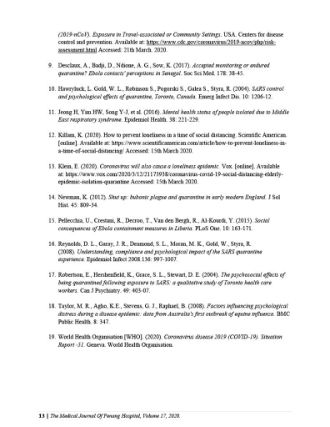 (2019-nCoV). Exposure in Travel-associated or Community Settings. USA. Centers for disease
control and prevention. Available at: https://www.cdc.gov/coronavirus/2019-ncov/php/risk-
assessment.html Accessed: 21th March. 2020.
9. Desclaux, A., Badji, D., Ndione, A. G., Sow, K. (2017). Accepted monitoring or endured
quarantine? Ebola contacts' perceptions in Senegal. Soc Sci Med. 178: 38-45.
10. Hawryluck, L., Gold, W. L., Robinson S., Pogorski S., Galea S., Styra, R. (2004). SARS control
and psychological effects of quarantine, Toronto, Canada. Emerg Infect Dis. 10: 1206-12.
11. Jeong H, Yim HW, Song Y-J, et al. (2016). Mental health status of people isolated due to Middle
East respiratory syndrome. Epidemiol Health. 38: 211-229.
12. Killam, K. (2020). How to prevent loneliness in a time of social distancing. Scientific American.
[online]. Available at: https://www.scientificamerican.com/article/how-to-prevent-loneliness-in-
a-time-of-social-distancing/ Accessed: 15th March 2020.
13. Klein, E. (2020). Coronavirus will also cause a loneliness epidemic. Vox. [online]. Available
at: https://www.vox.com/2020/3/12/21173938/coronavirus-covid-19-social-distancing-elderly-
epidemic-isolation-quarantine Accessed: 15th March 2020.
14. Newman, K. (2012). Shut up: bubonic plague and quarantine in early modern England. J Sol
Hist. 45: 809-34.
15. Pellecchia, U., Crestani, R., Decroo, T., Van den Bergh, R., Al-Kourdi, Y. (2015). Social
consequences of Ebola containment measures in Liberia. PLoS One. 10: 163-171.
16. Reynolds, D. L., Garay, J. R., Deamond, S. L., Moran, M. K., Gold, W., Styra, R.
(2008). Understanding, compliance and psychological impact of the SARS quarantine
experience. Epidemiol Infect 2008 136: 997-1007.
17. Robertson, E., Hershenfield, K., Grace, S. L., Stewart, D. E. (2004). The psychosocial effects of
being quarantined following exposure to SARS: a qualitative study of Toronto health care
workers. Can J Psychiatry. 49: 403-07.
18. Taylor, M. R., Agho, K.E., Stevens, G. J., Raphael, B. (2008). Factors influencing psychological
distress during a disease epidemic: data from Australia's first outbreak of equine influenza. BMC
Public Health. 8: 347.
19. World Health Organisation [WHO]. (2020). Coronavirus disease 2019 (COVID-19). Situation
Report -31. Geneva. World Health Organisation.
13 | The Medical Journal Of Penang Hospital, Volume 17, 2020.